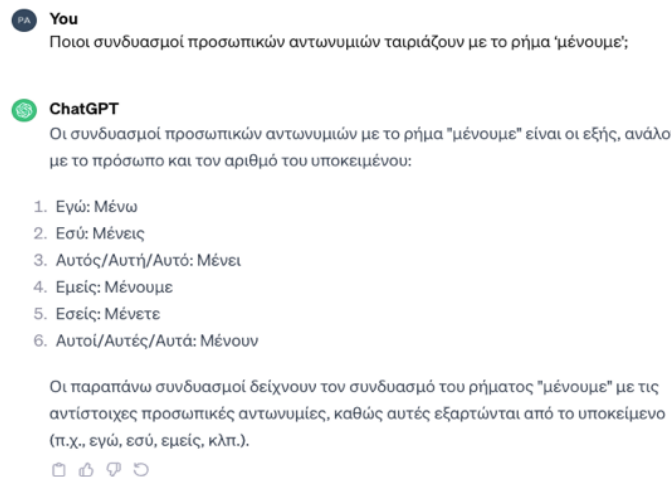 PA You
Ποιοι συνδυασμοί προσωπικών αντωνυμιών ταιριάζουν με το ρήμα ‘μένουμε’;
ChatGPT
Οι συνδυασμοί προσωπικών αντωνυμιών με το ρήμα "μένουμε" είναι οι εξής, ανάλο
με το πρόσωπο και τον αριθμό του υποκειμένου:
1. Εγώ: Μένω
2. Εσύ: Μένεις
3. Αυτός/Αυτή/Αυτό: Μένει
4. Εμείς: Μένουμε
5. Εσείς: Μένετε
6. Αυτοί/Αυτές/Αυτά: Μένουν
Οι παραπάνω συνδυασμοί δείχνουν τον συνδυασμό του ρήματος "μένουμε" με τις
αντίστοιχες προσωπικές αντωνυμίες, καθώς αυτές εξαρτώνται από το υποκείμενο
(π.χ., εγώ, εσύ, εμείς, κλπ.).